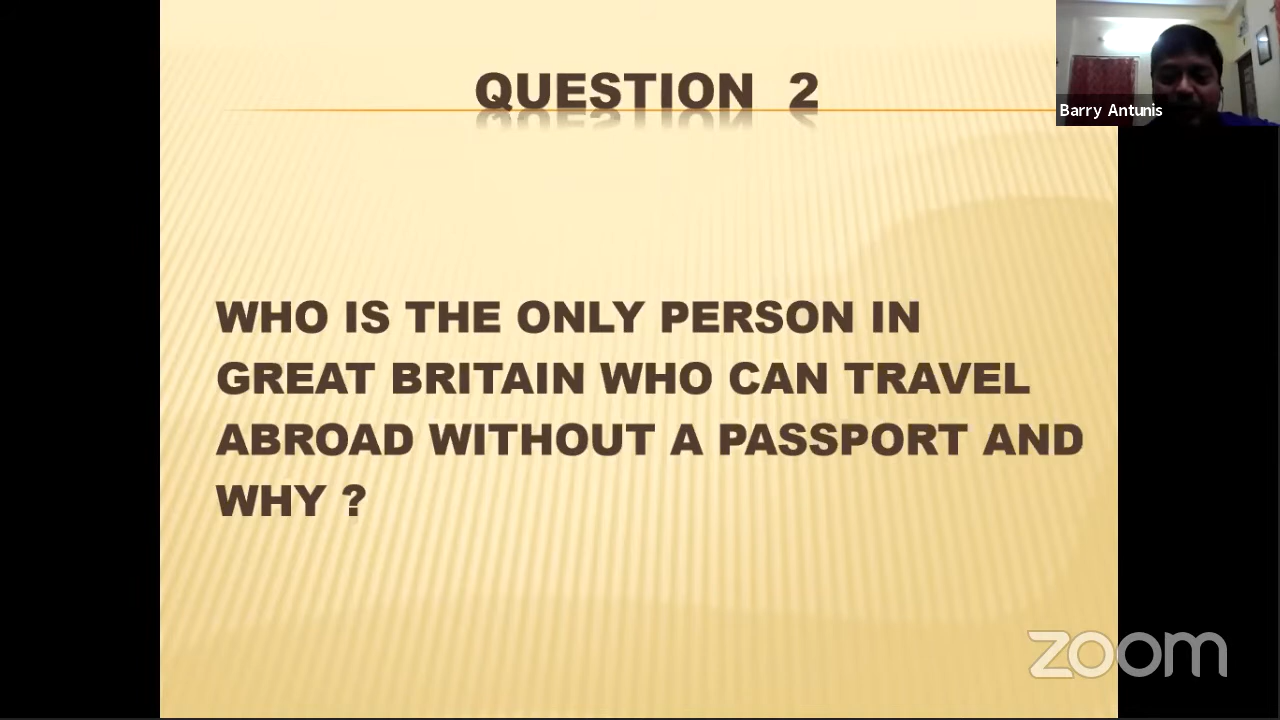 QUESTION 2
Barry Antunis
WHO IS THE ONLY PERSON IN
GREAT BRITAIN WHO CAN TRAVEL
ABROAD WITHOUT A PASSPORT AND
WHY ?
zoom